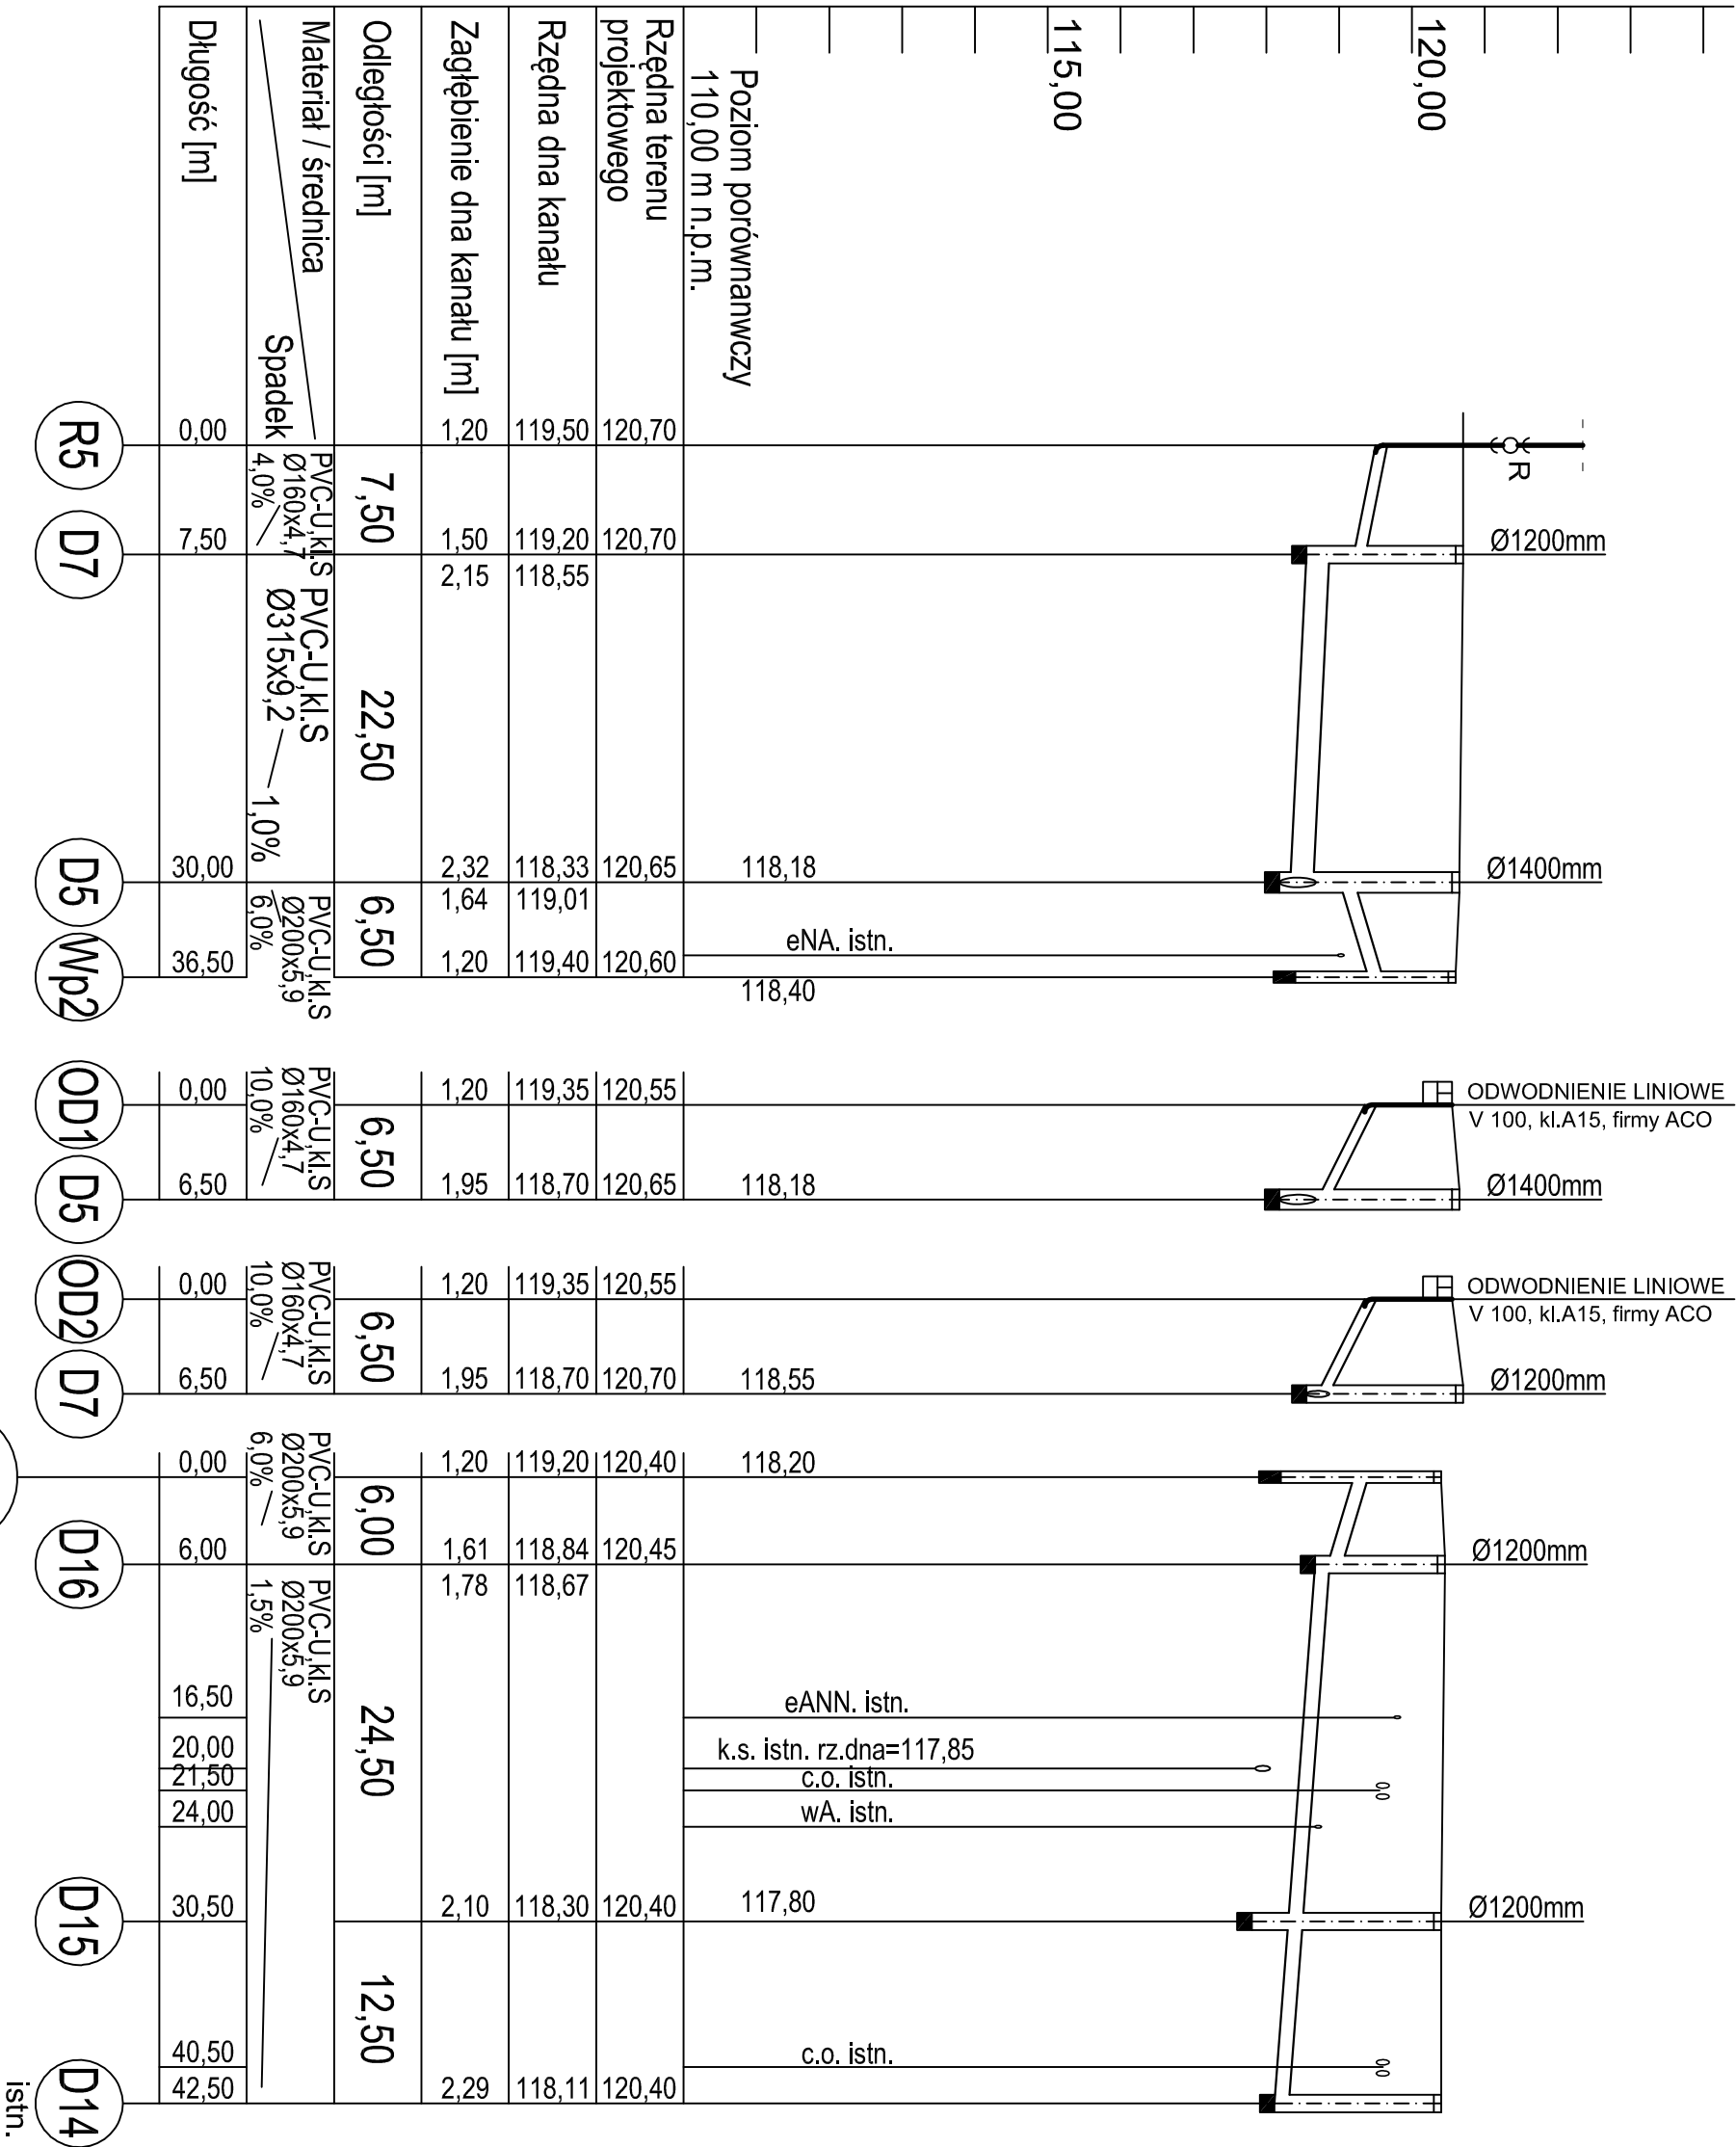 120,00
115,00
Poziom porównanwczy
110,00 m n.p.m.
Rzędna terenu
projektowego
Rzędna dna kanału
Zagłębienie dna kanału [m]
Odległości [m]
Materiał / średnica
Spadek
Długość [m]
R
Ø1200mm
Ø1400mm
118,18
eNA. istn.
118,40
120,70
120,70
120,65
120,60
119,50
119,20
118,55
118,33
119,01
119,40
1,20
1,50
2,15
2,32
1,64
1,20
7,50
22,50
6,50
PVC-U,kl.S
Ø160x4,7
4,0%
PVC-U,kl.S
Ø315x9,2
1,0%
PVC-U,kl.S
Ø200x5,9
6,0%
0,00
7,50
30,00
36,50
R5
D7
D5
Wp2
ODWODNIENIE LINIOWE
V 100, kl.A15, firmy ACO
Ø1400mm
118,18
120,55
120,65
119,35
118,70
1,20
1,95
6,50
PVC-U,kl.S
Ø160x4,7
10,0%
0,00
6,50
OD1
D5
ODWODNIENIE LINIOWE
V 100, kl.A15, firmy ACO
Ø1200mm
118,55
120,55
120,70
119,35
118,70
1,20
1,95
6,50
PVC-U,kl.S
Ø160x4,7
10,0%
0,00
6,50
OD2
D7
Ø1200mm
Ø1200mm
118,20
eANN. istn.
k.s. istn. rz.dna=117,85
c.o. istn.
wA. istn.
117,80
c.o. istn.
120,40
120,45
120,40
120,40
119,20
118,84
118,67
118,30
118,11
1,20
1,61
1,78
2,10
2,29
6,00
24,50
12,50
PVC-U,kl.S
Ø200x5,9
6,0%
PVC-U,kl.S
Ø200x5,9
1,5%
0,00
6,00
16,50
20,00
21,50
24,00
30,50
40,50
42,50
D16
D15
D14
istn.